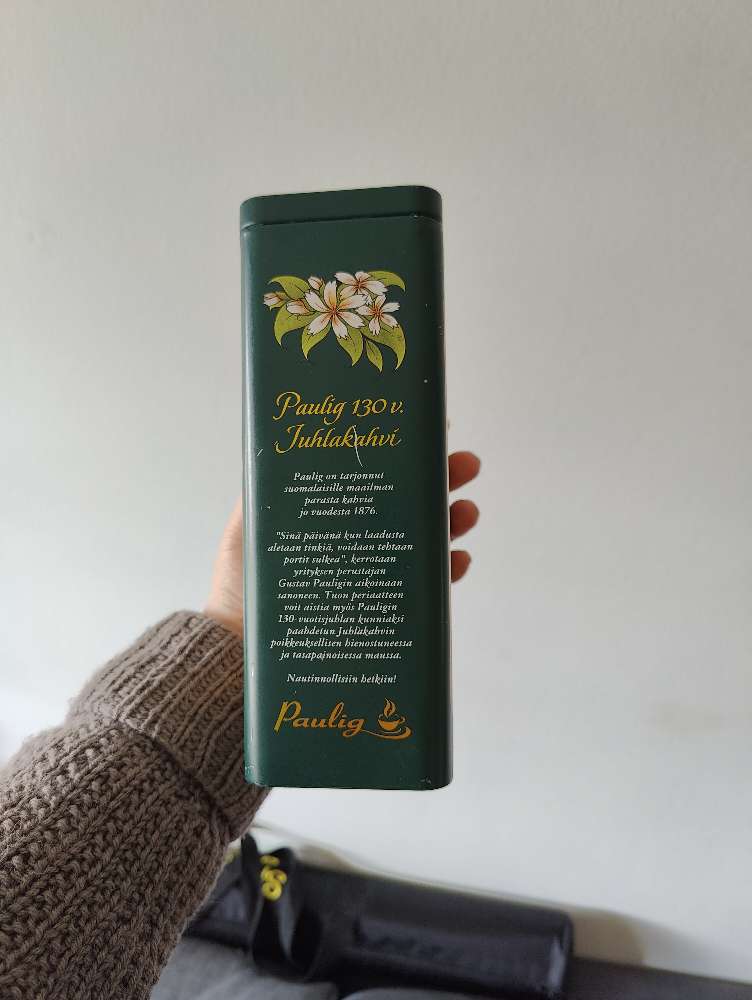 Paulig 130 v.
Juhlakahvi
Paulig on tarjonnut
suomalaisille maailman
parasta kahvia
jo vuodesta 1876.
"Sinä päivänä kun laadusta
aletaan tinkiä, voidaan tehtaan
portit sulkea", kerrotaan
yrityksen perustajan
Gustav Pauligin aikoinaan
sanoneen. Tuon periaatteen
voit aistia myös Pauligin
130-vuotisjuhlan kunniaksi
paahdetun Juhlakahvin
poikkeuksellisen hienostuneessa
ja tasapainoisessa maussa.
Nautinnollisiin hetkiin!
Paulig